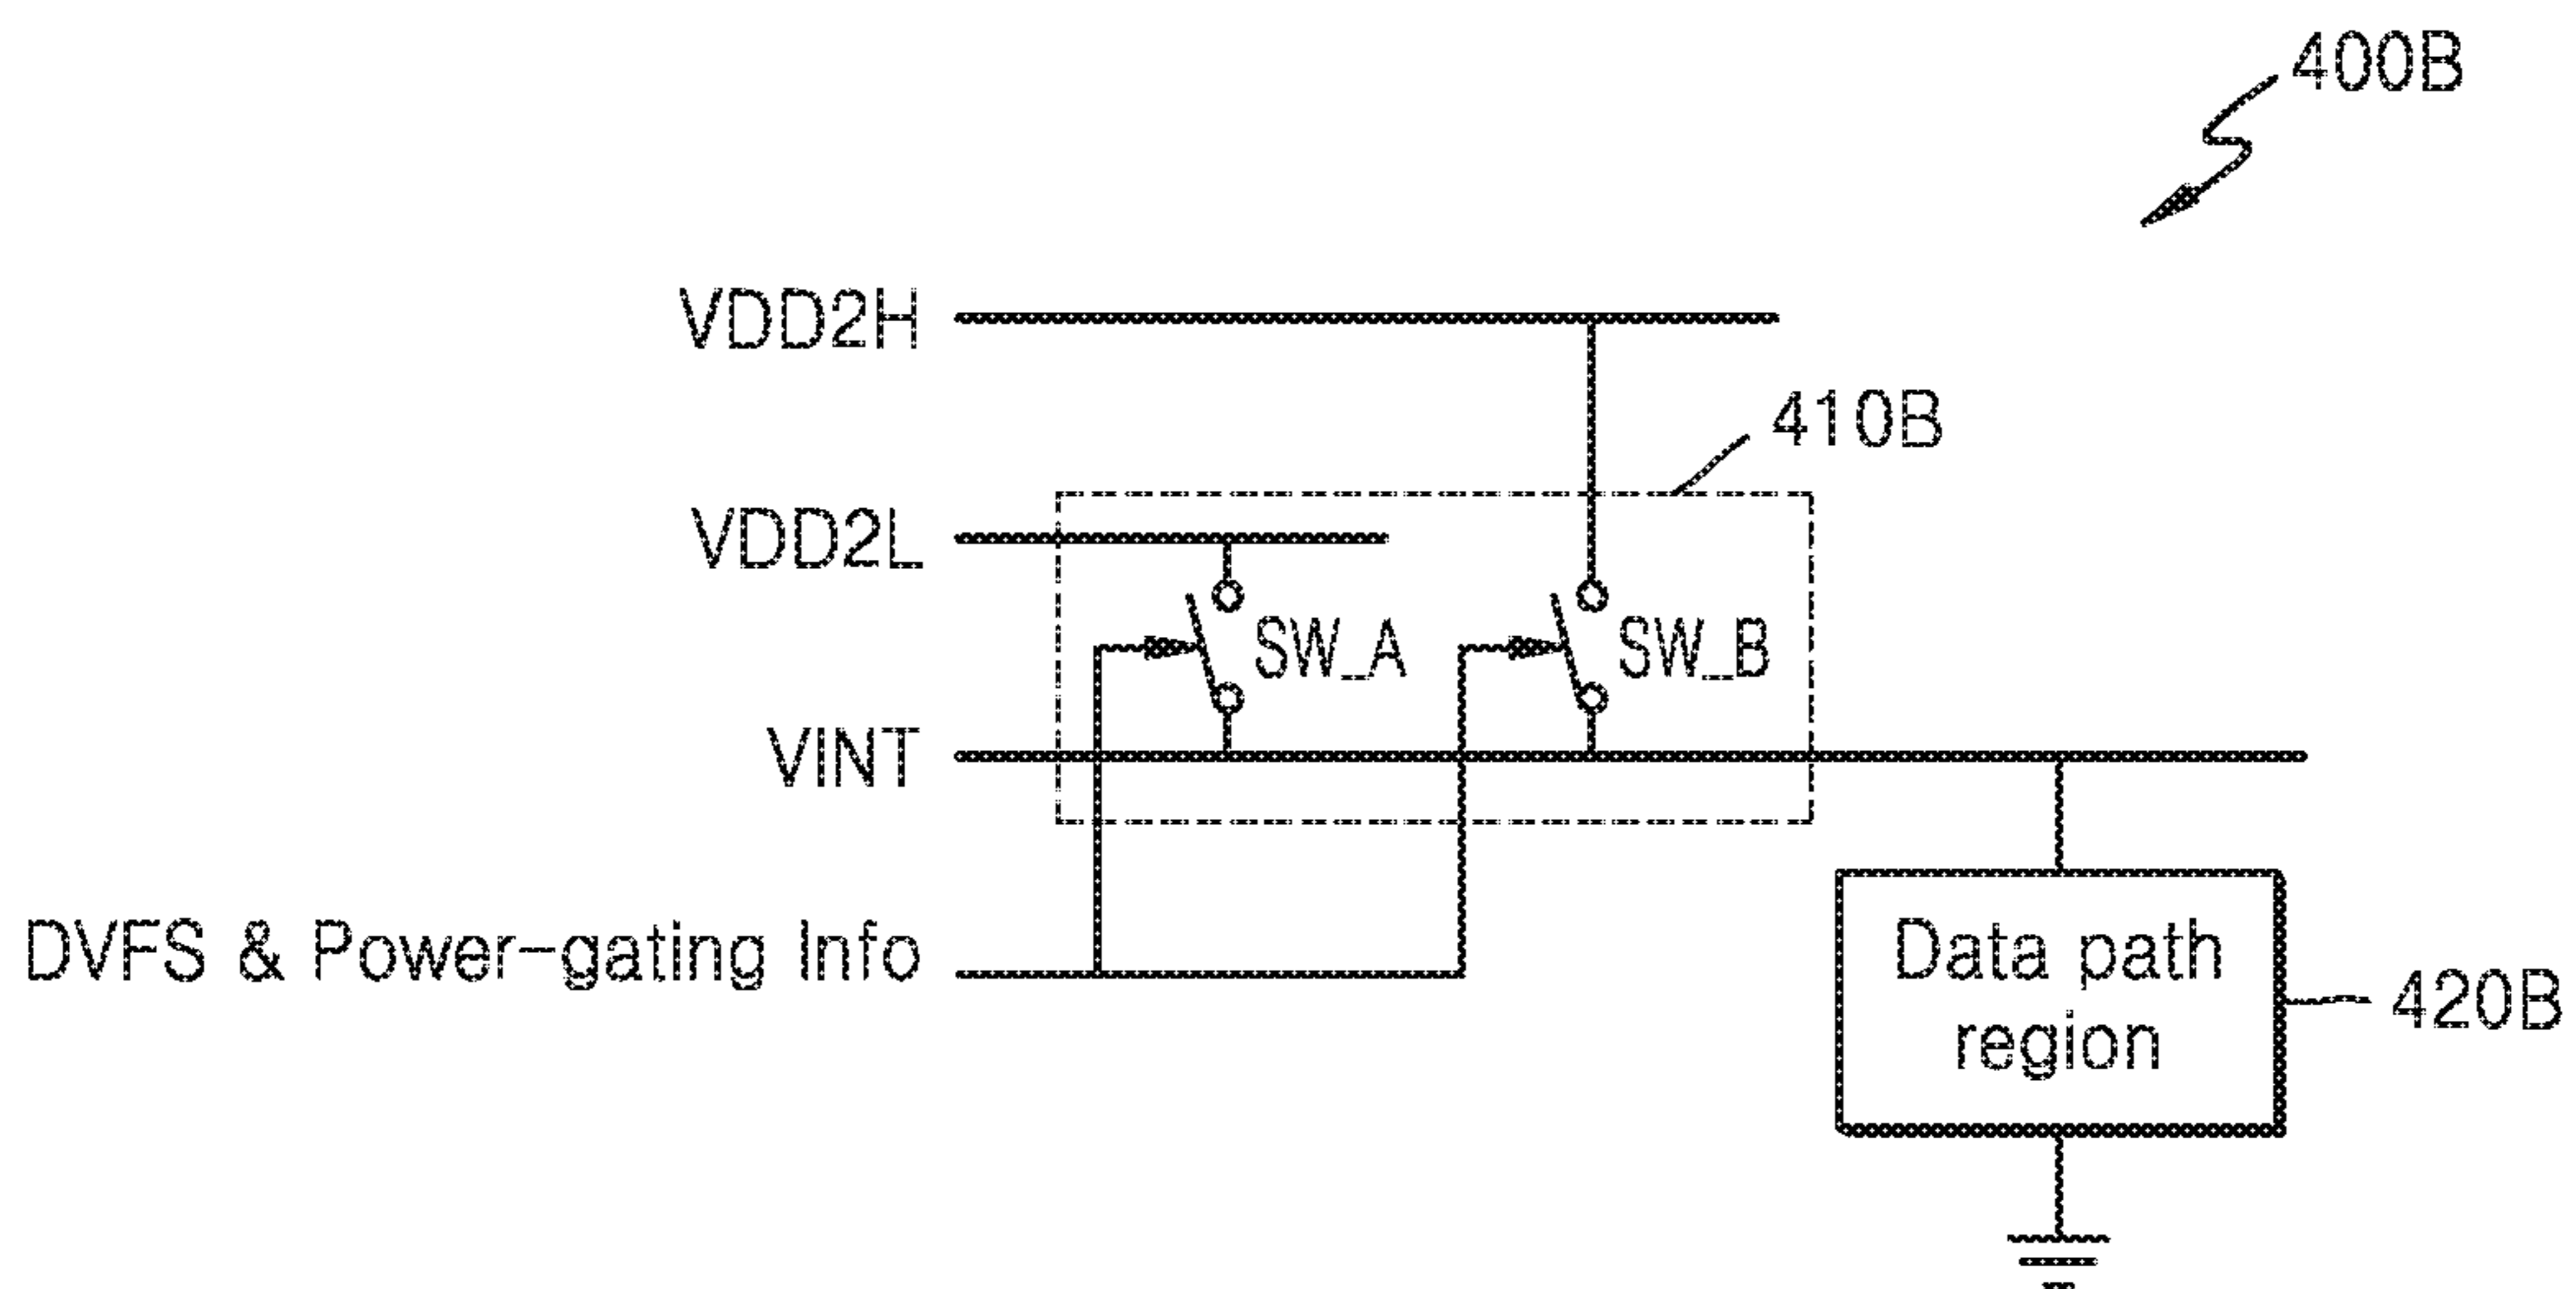 400B
VDD2H
410B
VDD2L
SW_A
SW_B
VINT
DVFS & Power-gating Info
Data path
region
420B